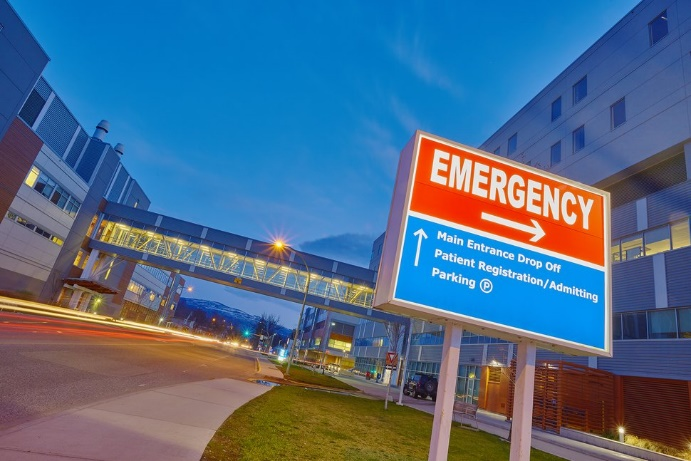 EMERGENCY
→
↑ Main Entrance Drop Off
Patient Registration/Admitting
Parking Ⓟ